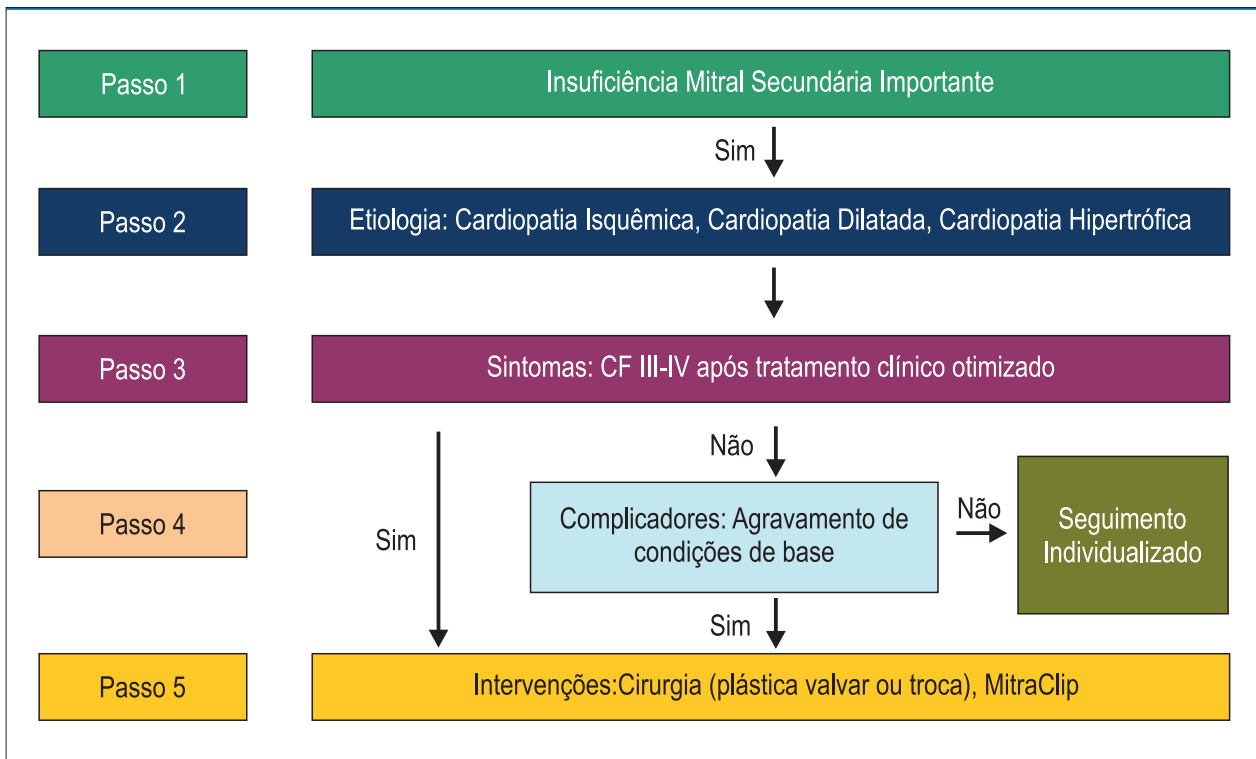 Passo 1
Insuficiência Mitral Secundária Importante
Sim
Passo 2
Etiologia: Cardiopatia Isquêmica, Cardiopatia Dilatada, Cardiopatia Hipertrófica
Passo 3
Sintomas: CF III-IV após tratamento clínico otimizado
Não
Passo 4
Sim
Complicadores: Agravamento de
condições de base
Não
Seguimento
Individualizado
Sim
Passo 5
Intervenções:Cirurgia (plástica valvar ou troca), MitraClip